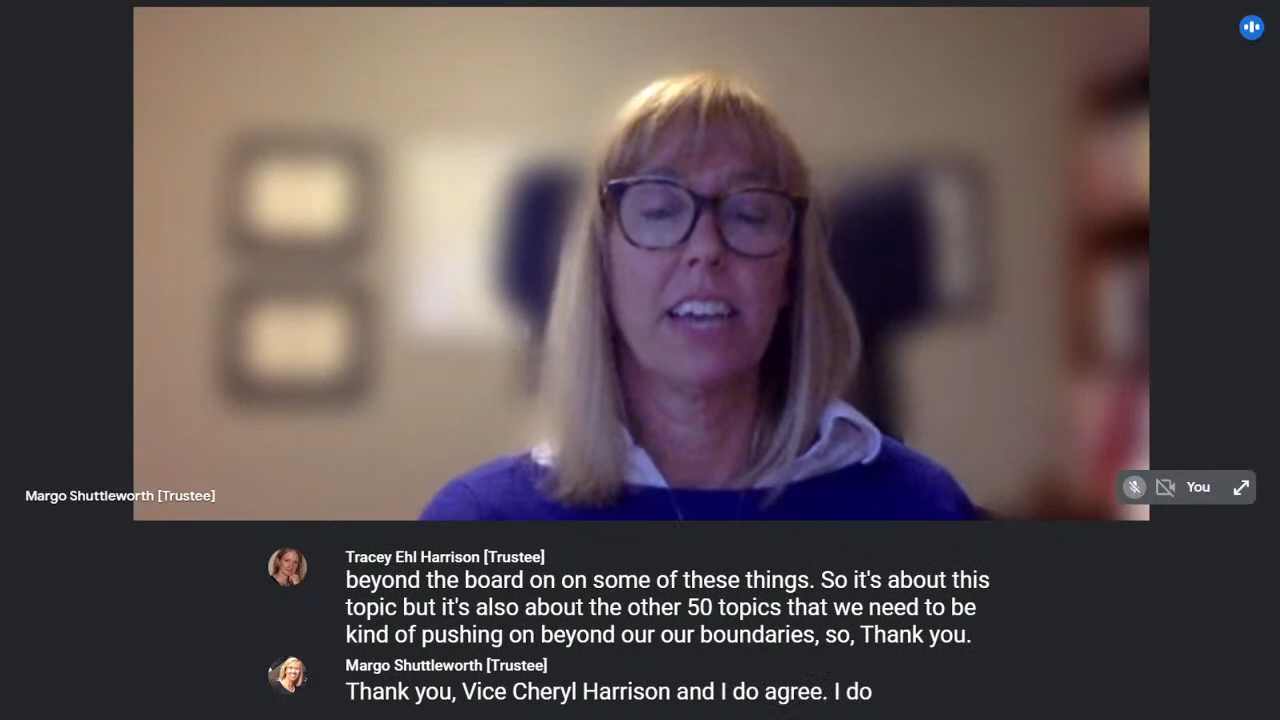 Margo Shuttleworth [Trustee]
You
Tracey Ehl Harrison [Trustee]
beyond the board on on some of these things. So it's about this
topic but it's also about the other 50 topics that we need to be
kind of pushing on beyond our our boundaries, so, Thank you.
Margo Shuttleworth [Trustee]
Thank you, Vice Cheryl Harrison and I do agree. I do